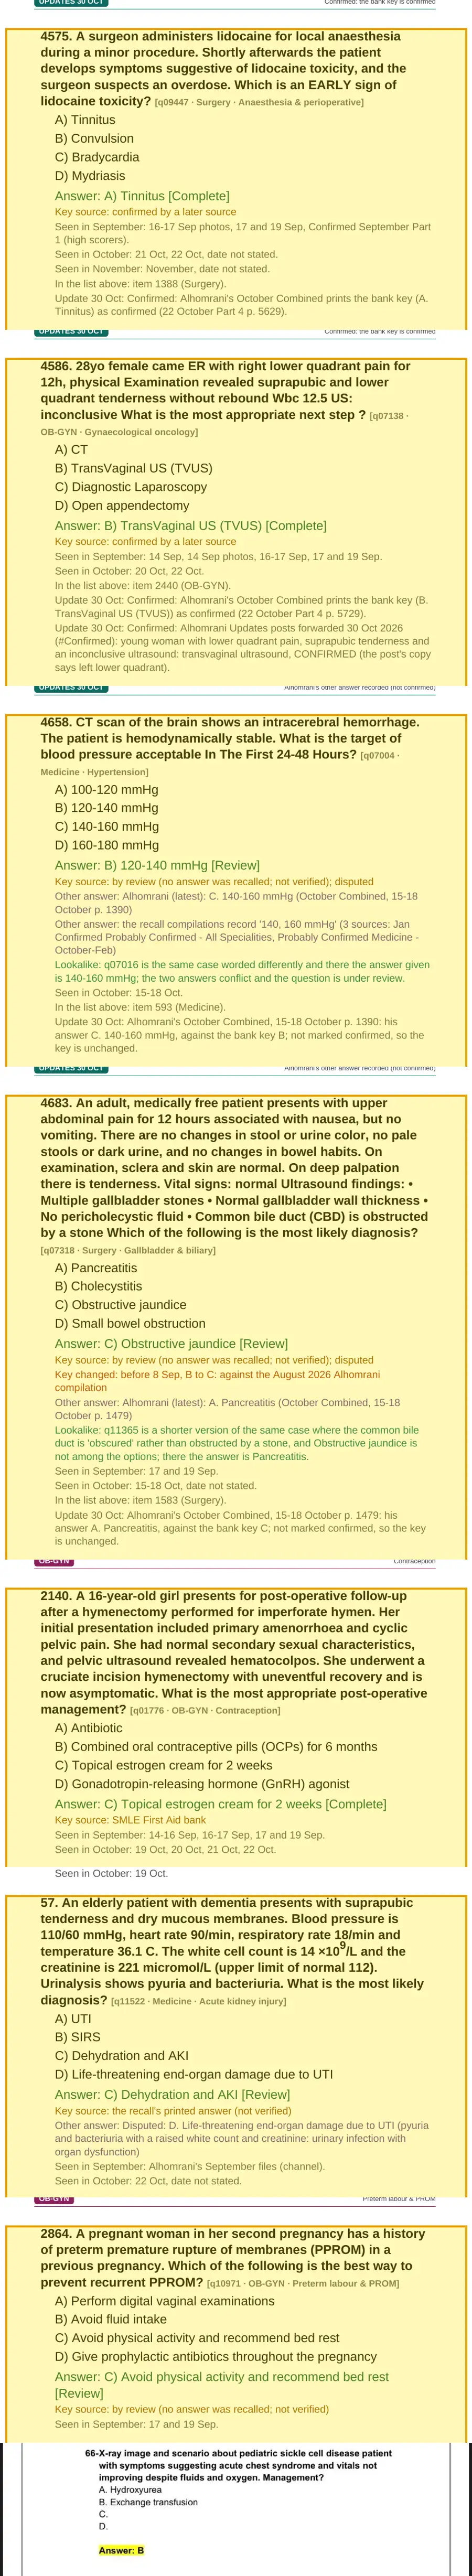 UPDATES 30 OCT
Confirmed: the bank key is confirmed
4575. A surgeon administers lidocaine for local anaesthesia
during a minor procedure. Shortly afterwards the patient
develops symptoms suggestive of lidocaine toxicity, and the
surgeon suspects an overdose. Which is an EARLY sign of
lidocaine toxicity? [q09447 · Surgery · Anaesthesia & perioperative]
A) Tinnitus
B) Convulsion
C) Bradycardia
D) Mydriasis
Answer: A) Tinnitus [Complete]
Key source: confirmed by a later source
Seen in September: 16-17 Sep photos, 17 and 19 Sep, Confirmed September Part
1 (high scorers).
Seen in October: 21 Oct, 22 Oct, date not stated.
Seen in November: November, date not stated.
In the list above: item 1388 (Surgery).
Update 30 Oct: Confirmed: Alhomrani's October Combined prints the bank key (A.
Tinnitus) as confirmed (22 October Part 4 p. 5629).
UPDATES 30 OCT
Confirmed: the bank key is confirmed
4586. 28yo female came ER with right lower quadrant pain for
12h, physical Examination revealed suprapubic and lower
quadrant tenderness without rebound Wbc 12.5 US:
inconclusive What is the most appropriate next step ? [q07138 ·
OB-GYN · Gynaecological oncology]
A) CT
B) TransVaginal US (TVUS)
C) Diagnostic Laparoscopy
D) Open appendectomy
Answer: B) TransVaginal US (TVUS) [Complete]
Key source: confirmed by a later source
Seen in September: 14 Sep, 14 Sep photos, 16-17 Sep, 17 and 19 Sep.
Seen in October: 20 Oct, 22 Oct.
In the list above: item 2440 (OB-GYN).
Update 30 Oct: Confirmed: Alhomrani's October Combined prints the bank key (B.
TransVaginal US (TVUS)) as confirmed (22 October Part 4 p. 5729).
Update 30 Oct: Confirmed: Alhomrani Updates posts forwarded 30 Oct 2026
(#Confirmed): young woman with lower quadrant pain, suprapubic tenderness and
an inconclusive ultrasound: transvaginal ultrasound, CONFIRMED (the post's copy
says left lower quadrant).
UPDATES 30 OCT
Alhomrani's other answer recorded (not confirmed)
4658. CT scan of the brain shows an intracerebral hemorrhage.
The patient is hemodynamically stable. What is the target of
blood pressure acceptable In The First 24-48 Hours? [q07004 ·
Medicine · Hypertension]
A) 100-120 mmHg
B) 120-140 mmHg
C) 140-160 mmHg
D) 160-180 mmHg
Answer: B) 120-140 mmHg [Review]
Key source: by review (no answer was recalled; not verified); disputed
Other answer: Alhomrani (latest): C. 140-160 mmHg (October Combined, 15-18
October p. 1390)
Other answer: the recall compilations record '140, 160 mmHg' (3 sources: Jan
Confirmed Probably Confirmed - All Specialities, Probably Confirmed Medicine -
October-Feb)
Lookalike: q07016 is the same case worded differently and there the answer given
is 140-160 mmHg; the two answers conflict and the question is under review.
Seen in October: 15-18 Oct.
In the list above: item 593 (Medicine).
Update 30 Oct: Alhomrani's October Combined, 15-18 October p. 1390: his
answer C. 140-160 mmHg, against the bank key B; not marked confirmed, so the
key is unchanged.
UPDATES 30 OCT
Alhomrani's other answer recorded (not confirmed)
4683. An adult, medically free patient presents with upper
abdominal pain for 12 hours associated with nausea, but no
vomiting. There are no changes in stool or urine color, no pale
stools or dark urine, and no changes in bowel habits. On
examination, sclera and skin are normal. On deep palpation
there is tenderness. Vital signs: normal Ultrasound findings: •
Multiple gallbladder stones • Normal gallbladder wall thickness •
No pericholecystic fluid • Common bile duct (CBD) is obstructed
by a stone Which of the following is the most likely diagnosis?
[q07318 · Surgery · Gallbladder & biliary]
A) Pancreatitis
B) Cholecystitis
C) Obstructive jaundice
D) Small bowel obstruction
Answer: C) Obstructive jaundice [Review]
Key source: by review (no answer was recalled; not verified); disputed
Key changed: before 8 Sep, B to C: against the August 2026 Alhomrani
compilation
Other answer: Alhomrani (latest): A. Pancreatitis (October Combined, 15-18
October p. 1479)
Lookalike: q11365 is a shorter version of the same case where the common bile
duct is 'obscured' rather than obstructed by a stone, and Obstructive jaundice is
not among the options; there the answer is Pancreatitis.
Seen in September: 17 and 19 Sep.
Seen in October: 15-18 Oct, date not stated.
In the list above: item 1583 (Surgery).
Update 30 Oct: Alhomrani's October Combined, 15-18 October p. 1479: his
answer A. Pancreatitis, against the bank key C; not marked confirmed, so the key
is unchanged.
OB-GYN
Contraception
2140. A 16-year-old girl presents for post-operative follow-up
after a hymenectomy performed for imperforate hymen. Her
initial presentation included primary amenorrhoea and cyclic
pelvic pain. She had normal secondary sexual characteristics,
and pelvic ultrasound revealed hematocolpos. She underwent a
cruciate incision hymenectomy with uneventful recovery and is
now asymptomatic. What is the most appropriate post-operative
management? [q01776 · OB-GYN · Contraception]
A) Antibiotic
B) Combined oral contraceptive pills (OCPs) for 6 months
C) Topical estrogen cream for 2 weeks
D) Gonadotropin-releasing hormone (GnRH) agonist
Answer: C) Topical estrogen cream for 2 weeks [Complete]
Key source: SMLE First Aid bank
Seen in September: 14-16 Sep, 16-17 Sep, 17 and 19 Sep.
Seen in October: 19 Oct, 20 Oct, 21 Oct, 22 Oct.
Seen in October: 19 Oct.
57. An elderly patient with dementia presents with suprapubic
tenderness and dry mucous membranes. Blood pressure is
110/60 mmHg, heart rate 90/min, respiratory rate 18/min and
temperature 36.1 C. The white cell count is 14 ×10⁹/L and the
creatinine is 221 micromol/L (upper limit of normal 112).
Urinalysis shows pyuria and bacteriuria. What is the most likely
diagnosis? [q11522 · Medicine · Acute kidney injury]
A) UTI
B) SIRS
C) Dehydration and AKI
D) Life-threatening end-organ damage due to UTI
Answer: C) Dehydration and AKI [Review]
Key source: the recall's printed answer (not verified)
Other answer: Disputed: D. Life-threatening end-organ damage due to UTI (pyuria
and bacteriuria with a raised white count and creatinine: urinary infection with
organ dysfunction)
Seen in September: Alhomrani's September files (channel).
Seen in October: 22 Oct, date not stated.
OB-GYN
Preterm labour & PROM
2864. A pregnant woman in her second pregnancy has a history
of preterm premature rupture of membranes (PPROM) in a
previous pregnancy. Which of the following is the best way to
prevent recurrent PPROM? [q10971 · OB-GYN · Preterm labour & PROM]
A) Perform digital vaginal examinations
B) Avoid fluid intake
C) Avoid physical activity and recommend bed rest
D) Give prophylactic antibiotics throughout the pregnancy
Answer: C) Avoid physical activity and recommend bed rest
[Review]
Key source: by review (no answer was recalled; not verified)
Seen in September: 17 and 19 Sep.
66-X-ray image and scenario about pediatric sickle cell disease patient
with symptoms suggesting acute chest syndrome and vitals not
improving despite fluids and oxygen. Management?
A. Hydroxyurea
B. Exchange transfusion
C.
D.
Answer: B